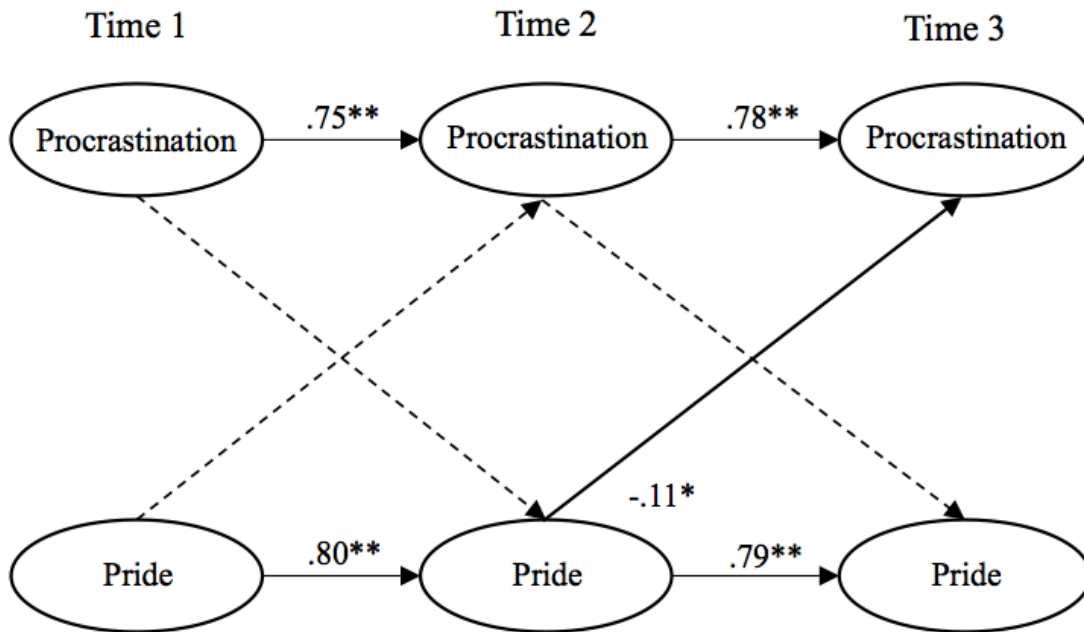 Time 1
Time 2
Time 3
Procrastination
.75**
Procrastination
.78**
Procrastination
-.11*
Pride
.80**
Pride
.79**
Pride